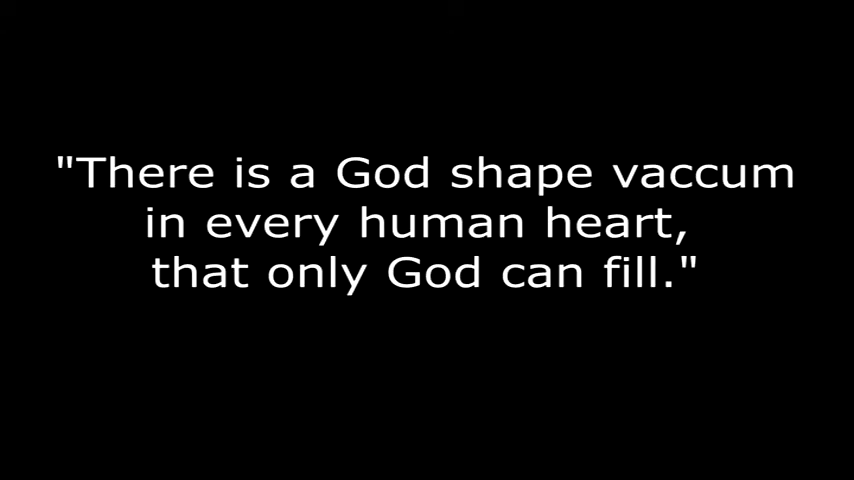 "There is a God shape vaccum
in every human heart,
that only God can fill."